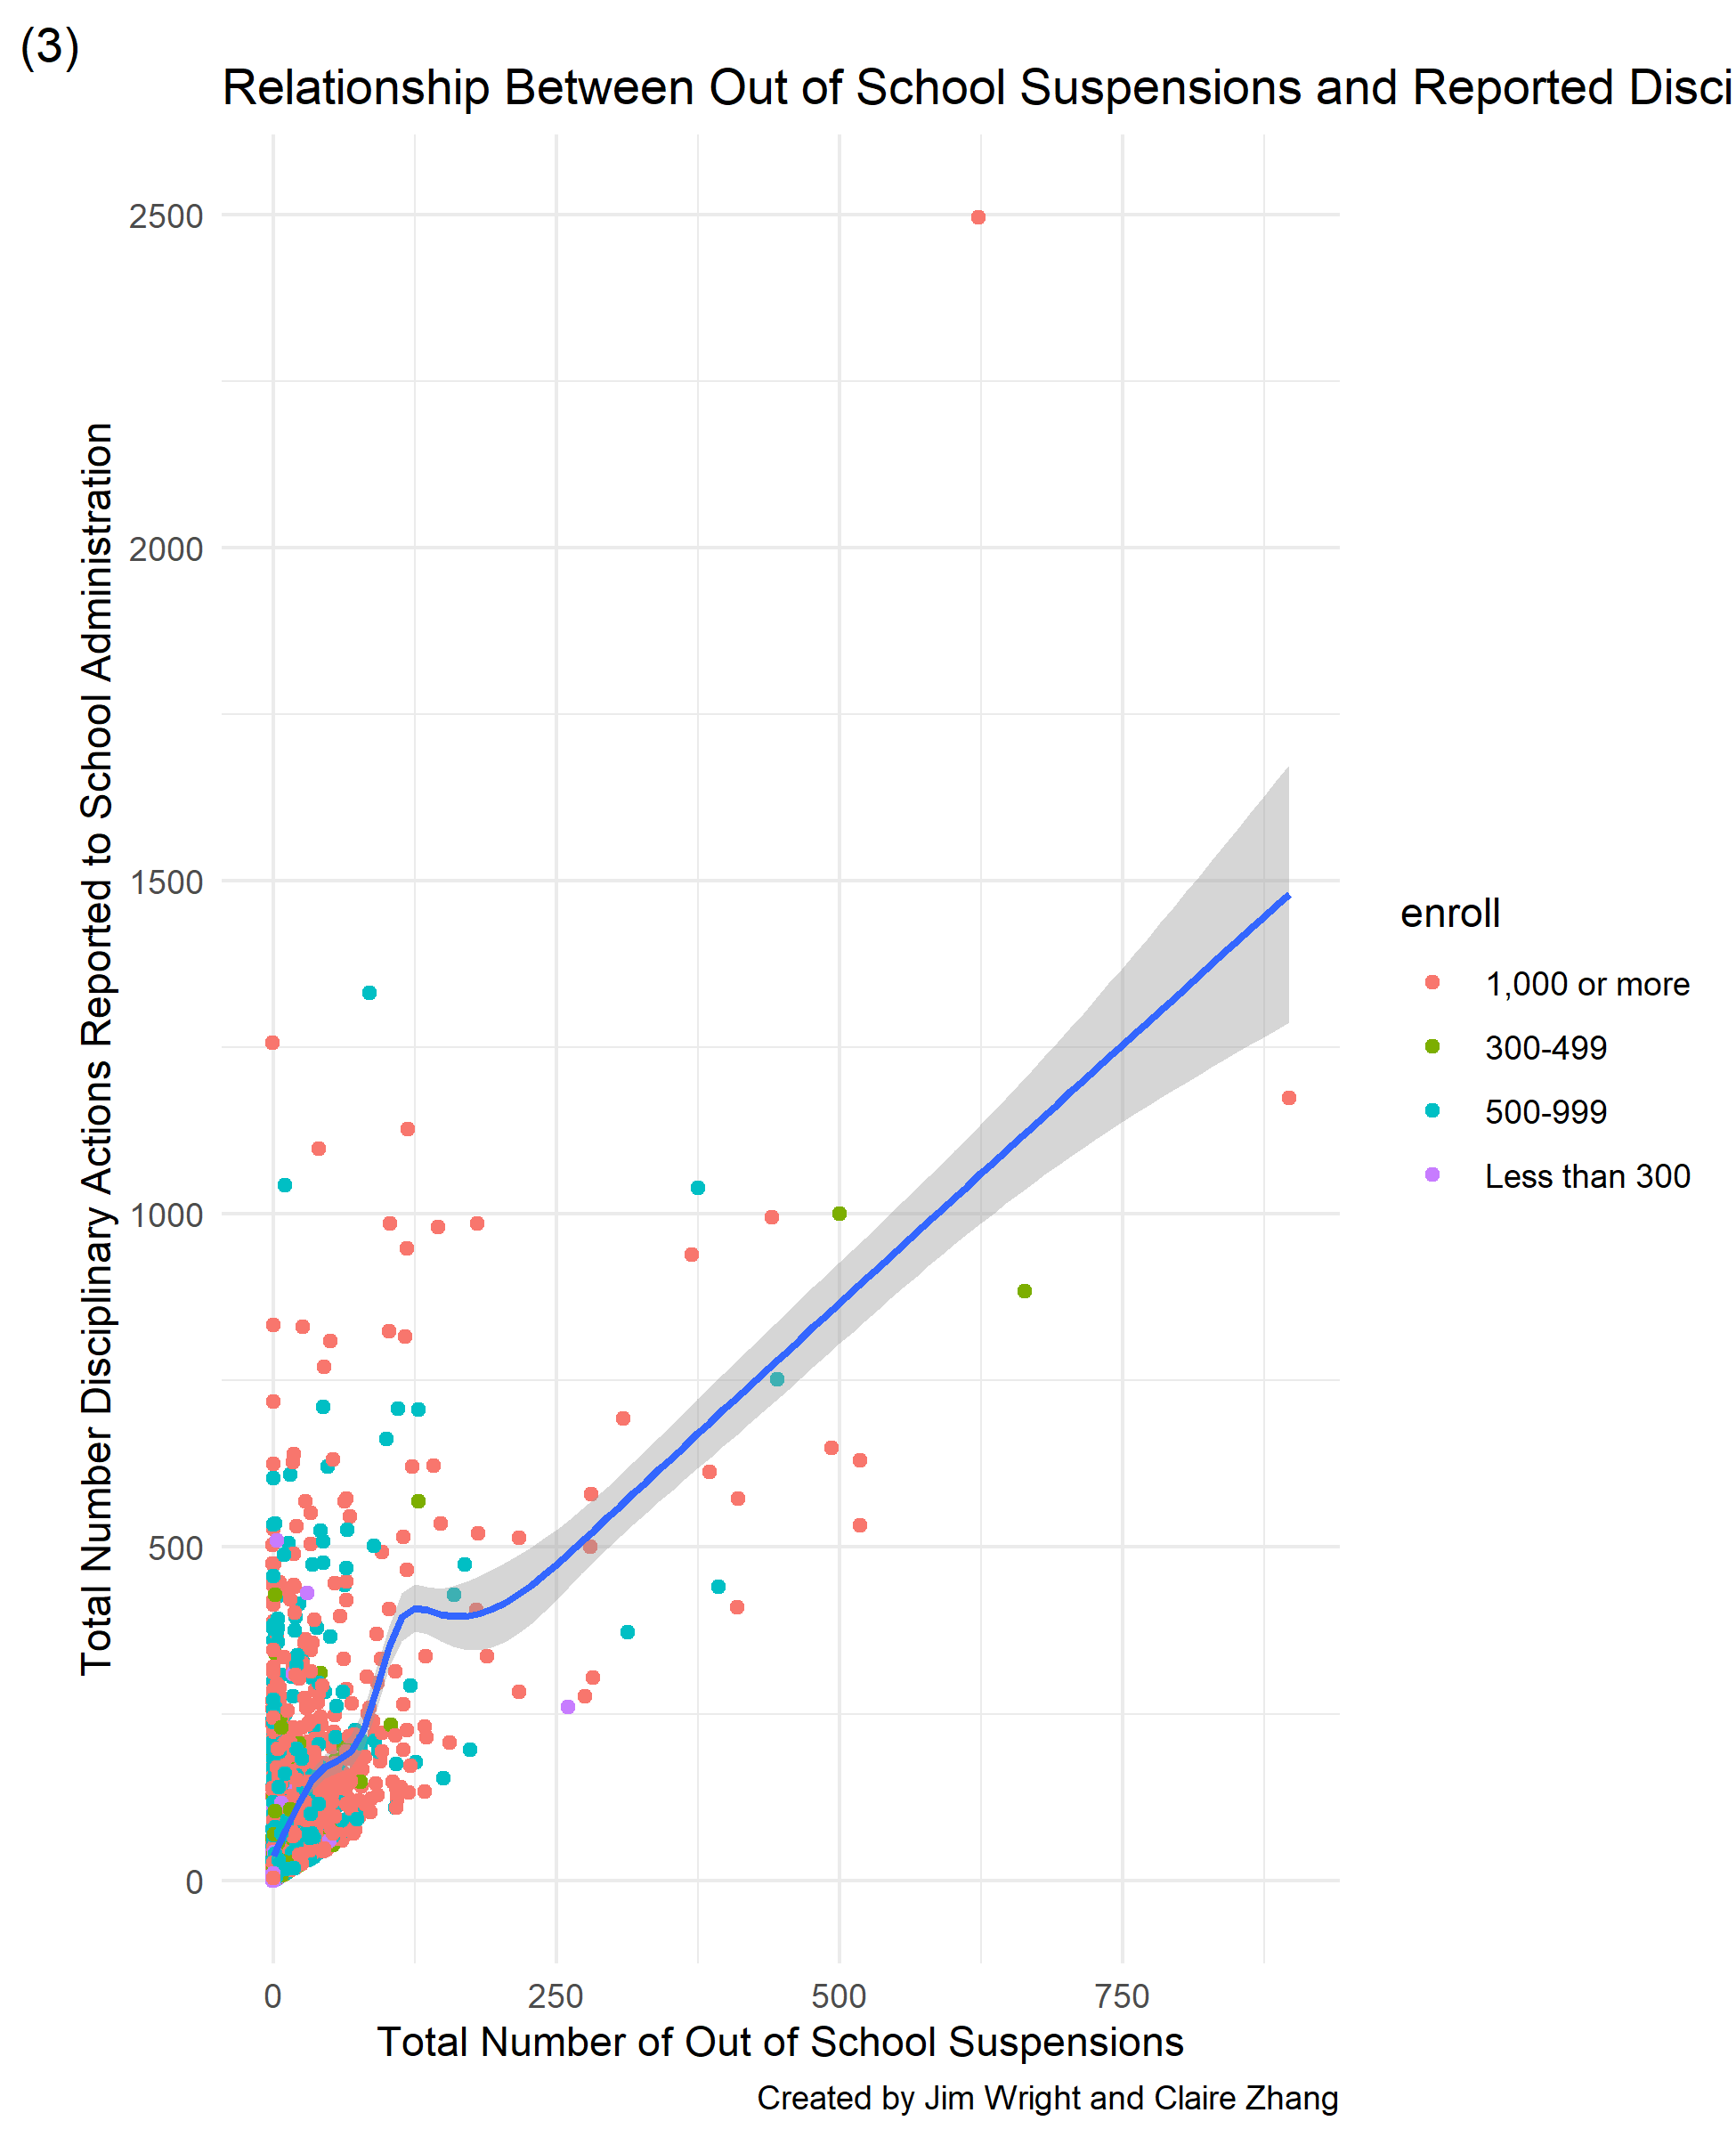 (3)
Relationship Between Out of School Suspensions and Reported Disci
Total Number Disciplinary Actions Reported to School Administration
2500
2000
1500
1000
500
0
0 250 500 750
Total Number of Out of School Suspensions
Created by Jim Wright and Claire Zhang
enroll
1,000 or more
300-499
500-999
Less than 300